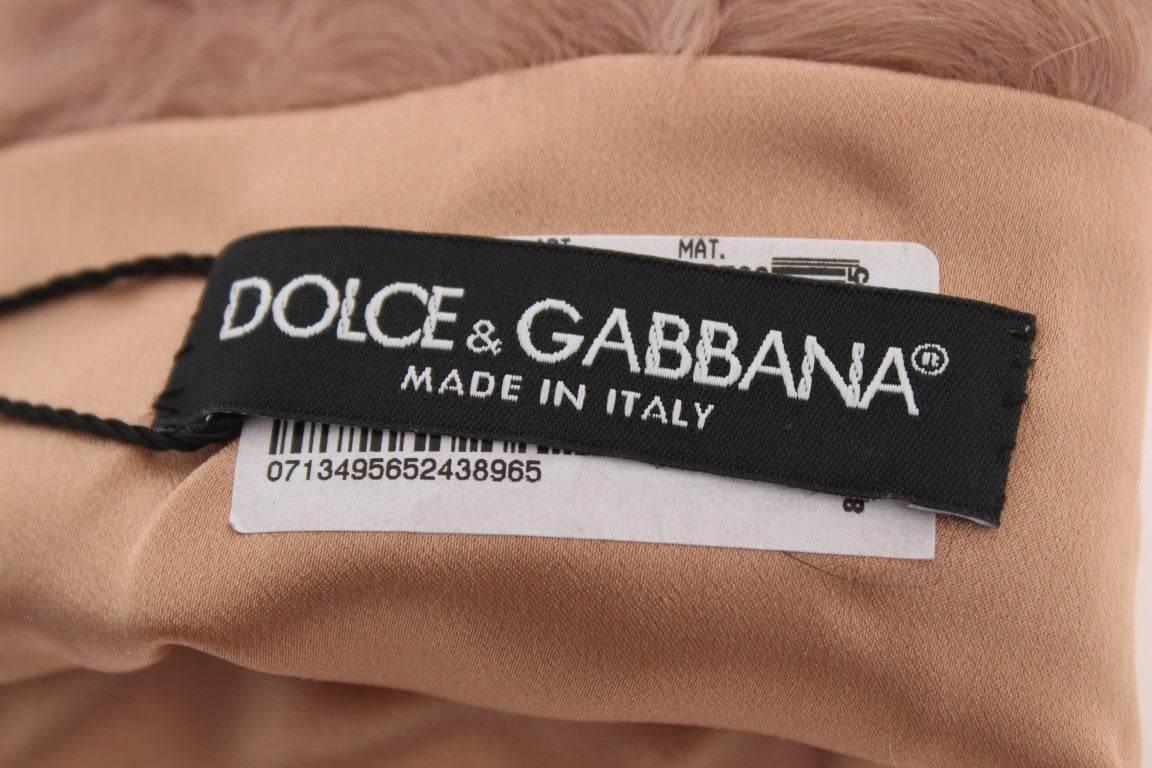 MAT.
DOLCE & GABBANA®
MADE IN ITALY
0713495652438965